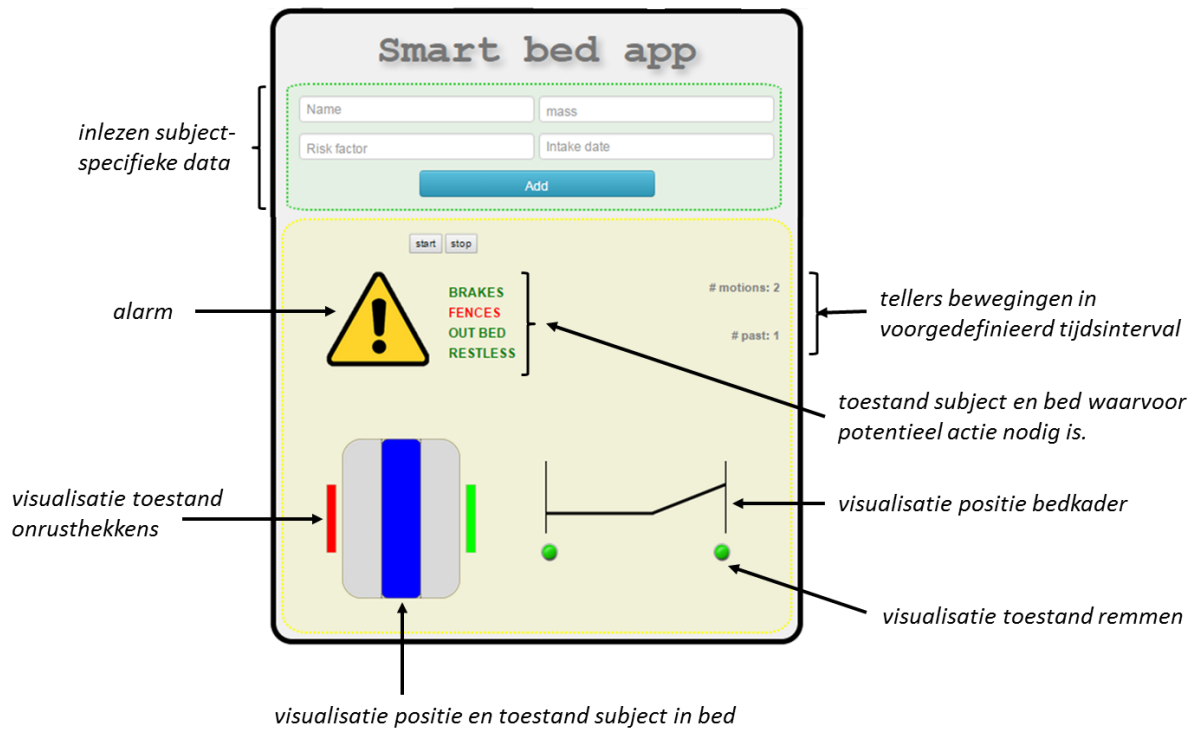 Smart bed app
inlezen subject-
specifieke data
Name
mass
Risk factor
Intake date
Add
start
stop
alarm
BRAKES
FENCES
OUT BED
RESTLESS
# motions: 2
# past: 1
tellers bewegingen in
voorgedefinieerd tijdsinterval
toestand subject en bed waarvoor
potentieel actie nodig is.
visualisatie toestand
onrusthekkens
visualisatie positie bedkader
visualisatie toestand remmen
visualisatie positie en toestand subject in bed